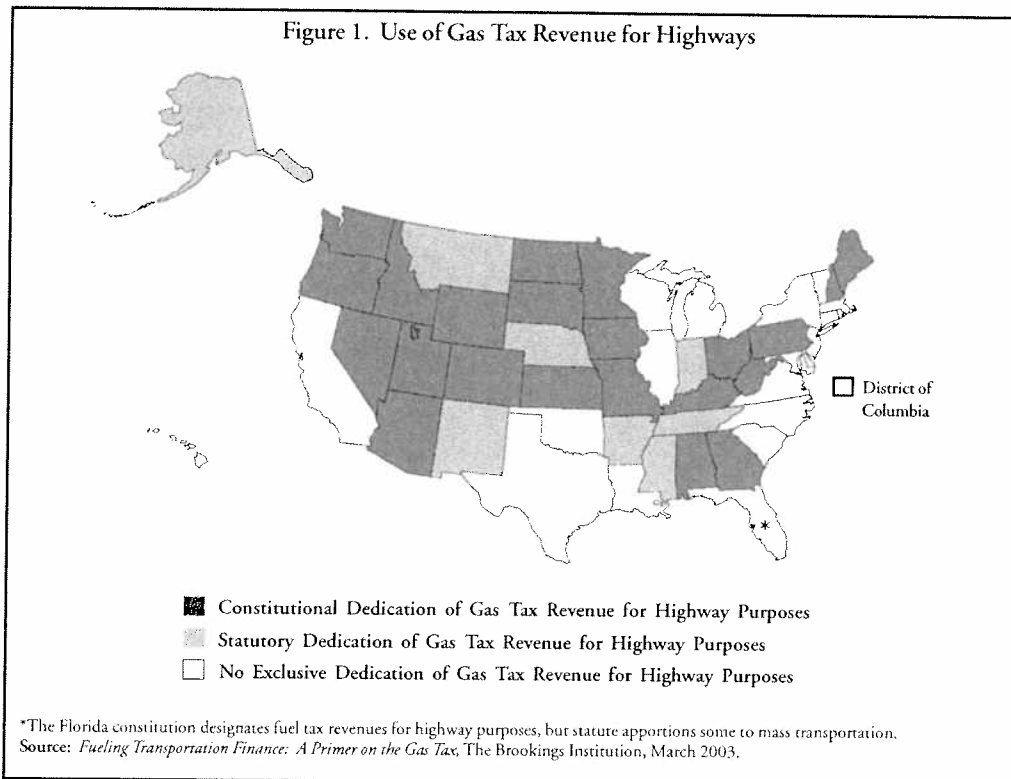 Figure 1. Use of Gas Tax Revenue for Highways
District of
Columbia
*
Constitutional Dedication of Gas Tax Revenue for Highway Purposes
Statutory Dedication of Gas Tax Revenue for Highway Purposes
No Exclusive Dedication of Gas Tax Revenue for Highway Purposes
*The Florida constitution designates fuel tax revenues for highway purposes, but statute apportions some to mass transportation.
Source: Fueling Transportation Finance: A Primer on the Gas Tax, The Brookings Institution, March 2003.